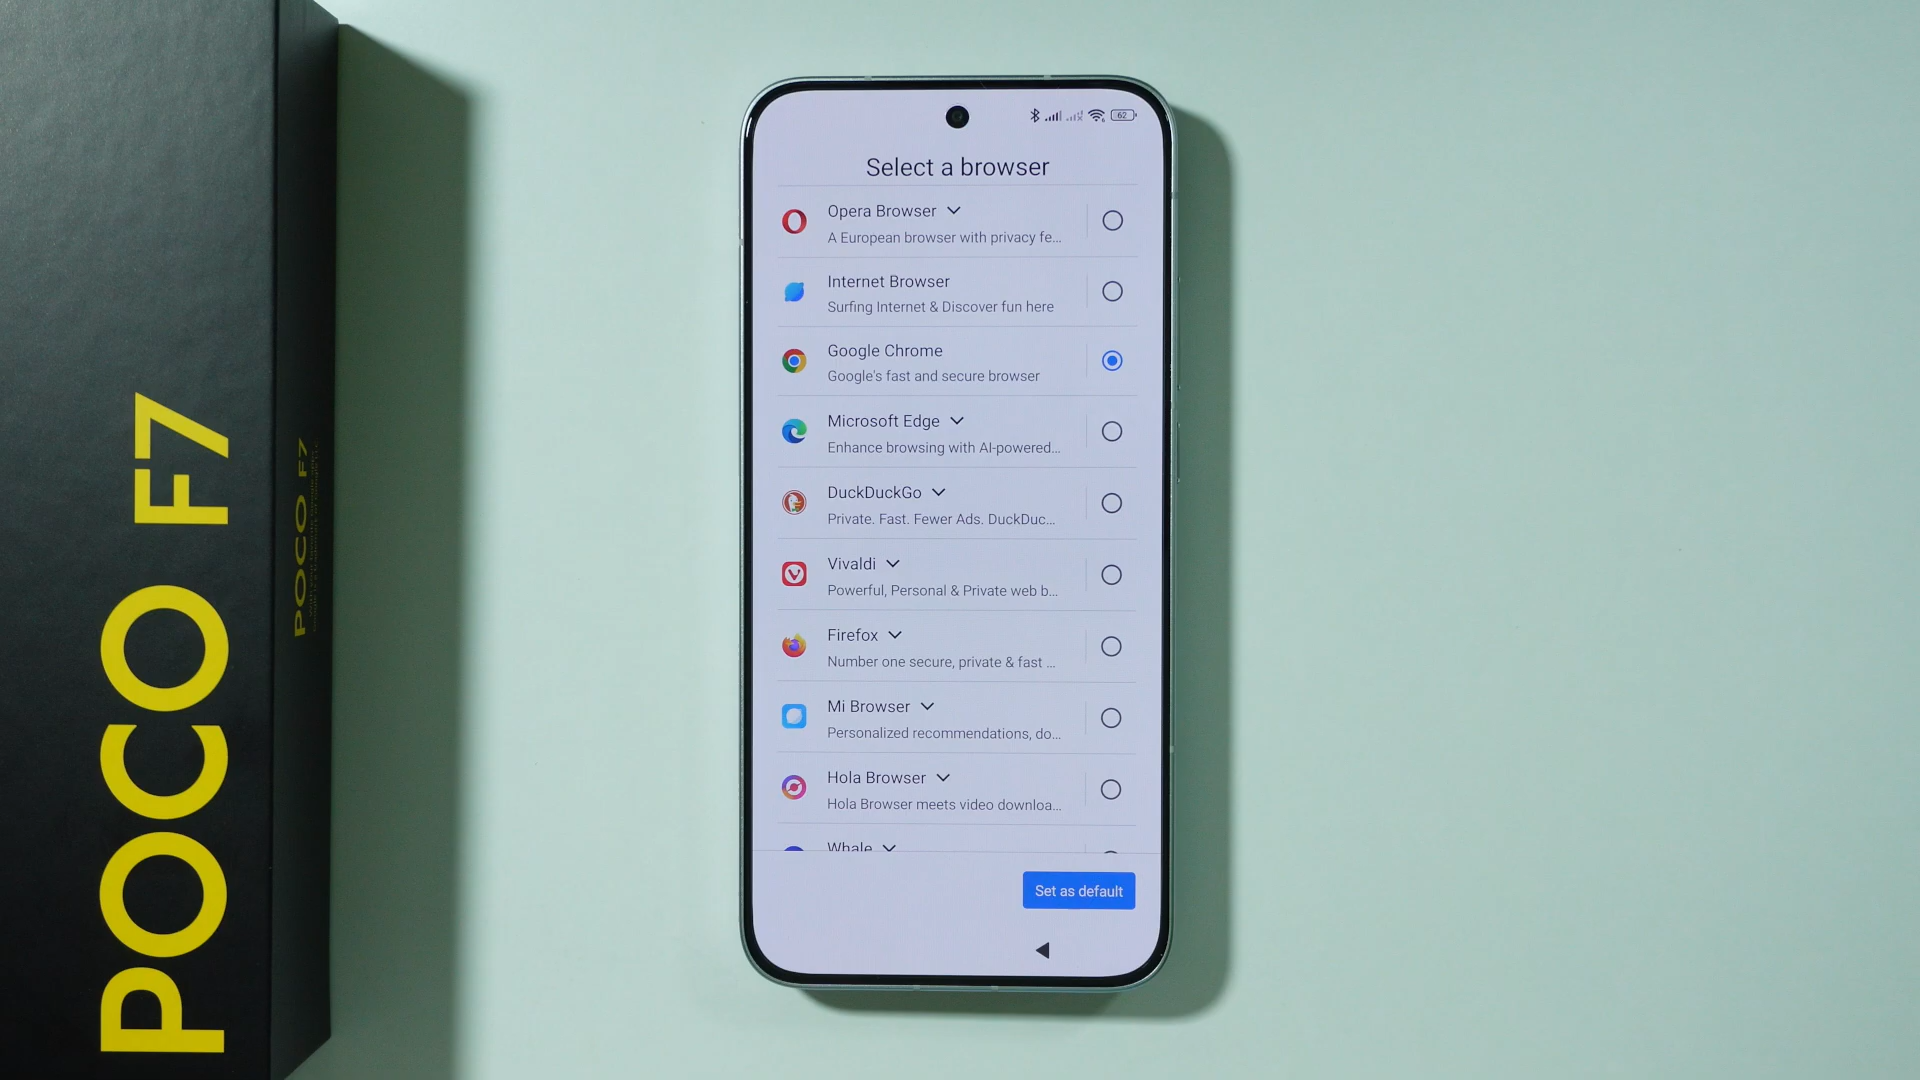 POCO F7
POCO F7
62
Select a browser
Opera Browser
A European browser with privacy fe...
Internet Browser
Surfing Internet & Discover fun here
Google Chrome
Google's fast and secure browser
Microsoft Edge
Enhance browsing with AI-powered...
DuckDuckGo
Private. Fast. Fewer Ads. DuckDuc...
Vivaldi
Powerful, Personal & Private web b...
Firefox
Number one secure, private & fast ...
Mi Browser
Personalized recommendations, do...
Hola Browser
Hola Browser meets video downloa...
Whale
Set as default